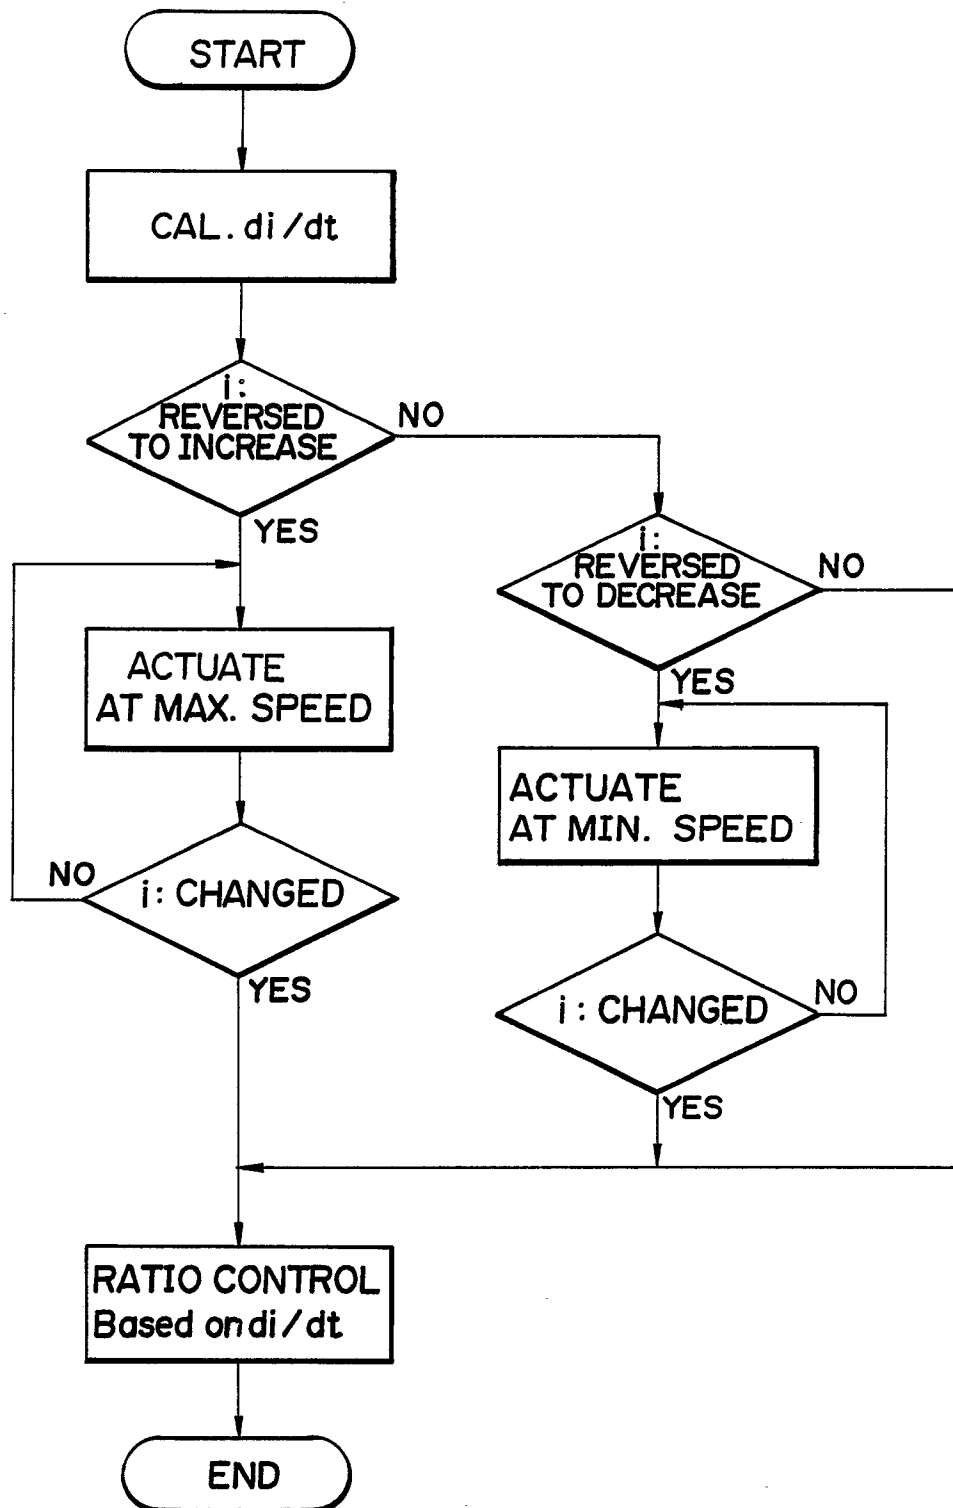 START
CAL. di/dt
i:
REVERSED
TO INCREASE
NO
YES
i:
REVERSED
TO DECREASE
NO
YES
ACTUATE
AT MAX. SPEED
ACTUATE
AT MIN. SPEED
NO
i: CHANGED
YES
i: CHANGED
NO
YES
RATIO CONTROL
Based on di/dt
END